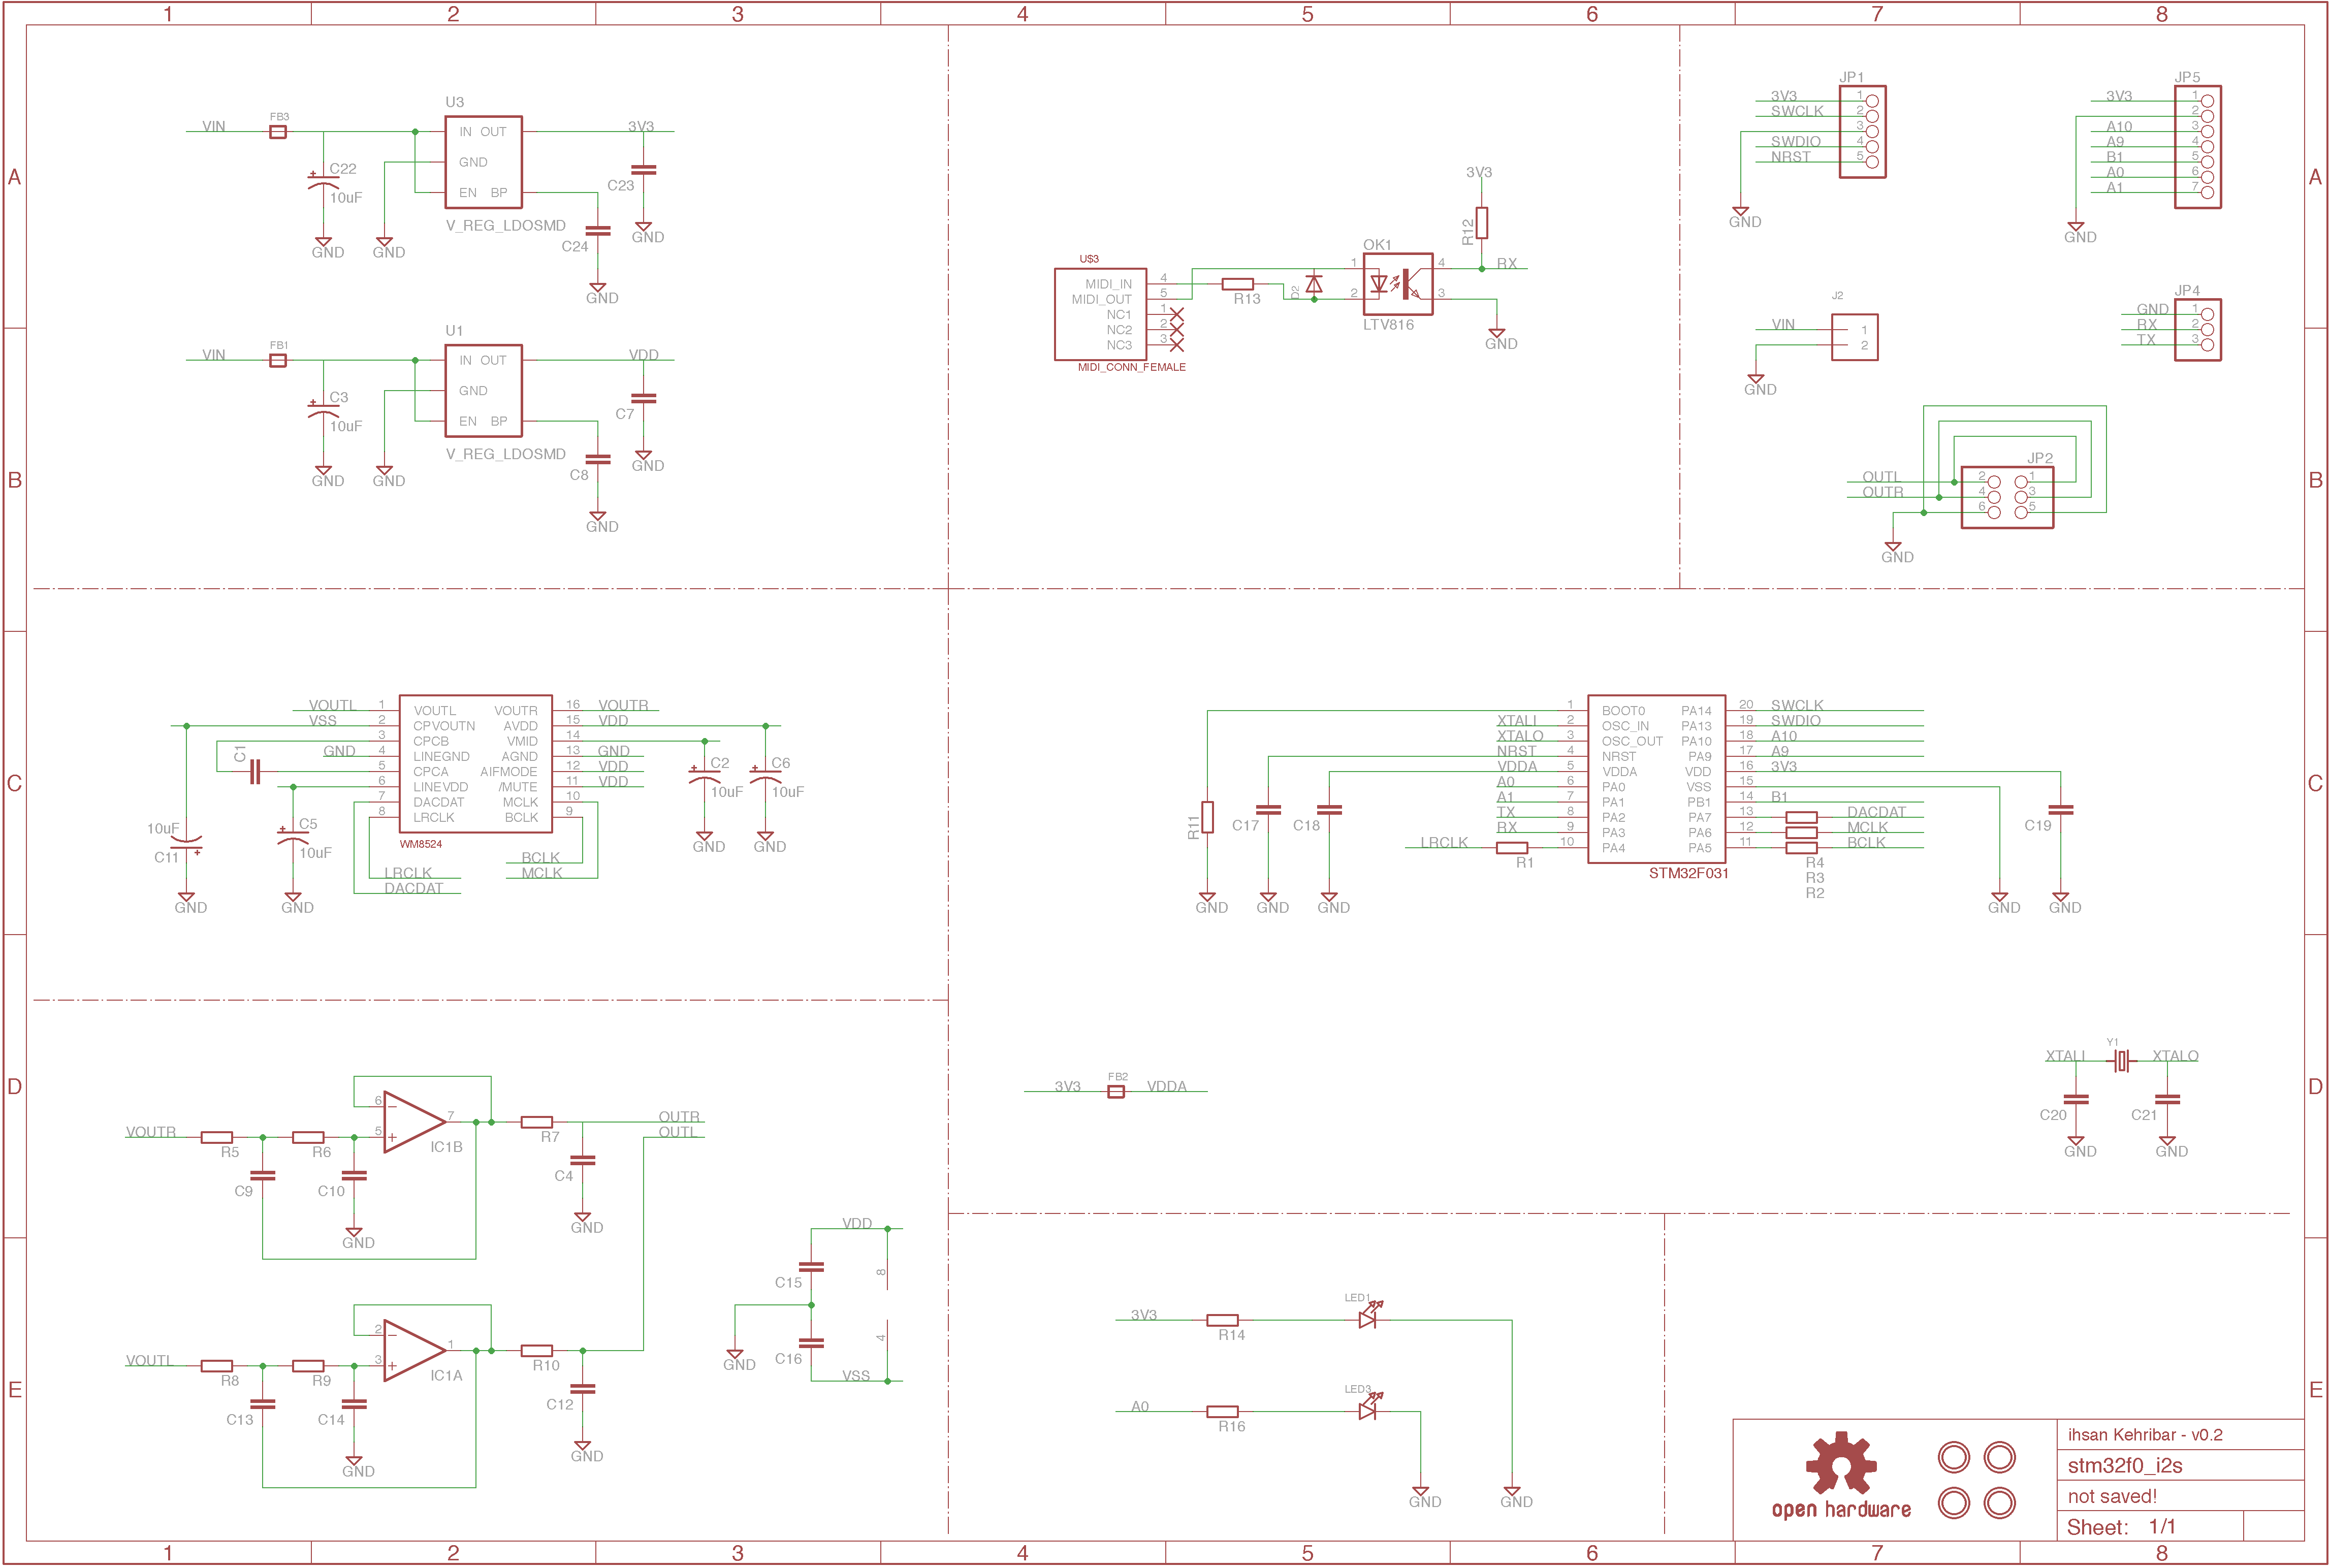 1 2 3 4 5 6 7 8
A
B
C
D
E
A
B
C
D
E
U3
VIN
FB3
IN OUT
GND
EN BP
3V3
C22
10uF
C23
V_REG_LDOSMD
C24
GND
GND
GND
GND
U1
VIN
FB1
IN OUT
GND
EN BP
VDD
C3
10uF
C7
V_REG_LDOSMD
C8
GND
GND
GND
GND
3V3
R12
OK1
U$3
MIDI_IN 4
MIDI_OUT 5
NC1 1
NC2 2
NC3 3
MIDI_CONN_FEMALE
R13
D2
1
2
4
3
RX
LTV816
GND
JP1
3V3 1
SWCLK 2
3
SWDIO 4
NRST 5
GND
JP5
3V3 1
2
A10 3
A9 4
B1 5
A0 6
A1 7
GND
J2
VIN 1
2
GND
JP4
GND 1
RX 2
TX 3
JP2
OUTL 2 1
OUTR 4 3
6 5
GND
VOUTL 1 VOUTL VOUTR 16 VOUTR
VSS 2 CPVOUTN AVDD 15 VDD
3 CPCB VMID 14
GND 4 LINEGND AGND 13 GND
5 CPCA AIFMODE 12 VDD
6 LINEVDD /MUTE 11 VDD
7 DACDAT MCLK 10
8 LRCLK BCLK 9
WM8524
C1
10uF
C11
C5
10uF
C2
10uF
C6
10uF
BCLK
MCLK
LRCLK
DACDAT
GND
GND
GND
GND
1 BOOT0 PA14 20 SWCLK
XTALI 2 OSC_IN PA13 19 SWDIO
XTALO 3 OSC_OUT PA10 18 A10
NRST 4 NRST PA9 17 A9
VDDA 5 VDDA VDD 16 3V3
A0 6 PA0 VSS 15
A1 7 PA1 PB1 14 B1
TX 8 PA2 PA7 13 DACDAT
RX 9 PA3 PA6 12 MCLK
LRCLK 10 PA4 PA5 11 BCLK
R1
STM32F031
R4
R3
R2
R11
C17
C18
C19
GND
GND
GND
GND
GND
3V3
FB2
VDDA
XTALI
Y1
XTALO
C20
C21
GND
GND
VOUTR
R5
R6
6
5
7
IC1B
R7
OUTR
OUTL
C9
C10
C4
GND
GND
VOUTL
R8
R9
2
3
1
IC1A
R10
C13
C14
C12
GND
GND
VDD
C15
8
4
C16
VSS
GND
3V3
R14
LED1
A0
R16
LED3
GND
GND
open hardware
ihsan Kehribar - v0.2
stm32f0_i2s
not saved!
Sheet: 1/1
1 2 3 4 5 6 7 8